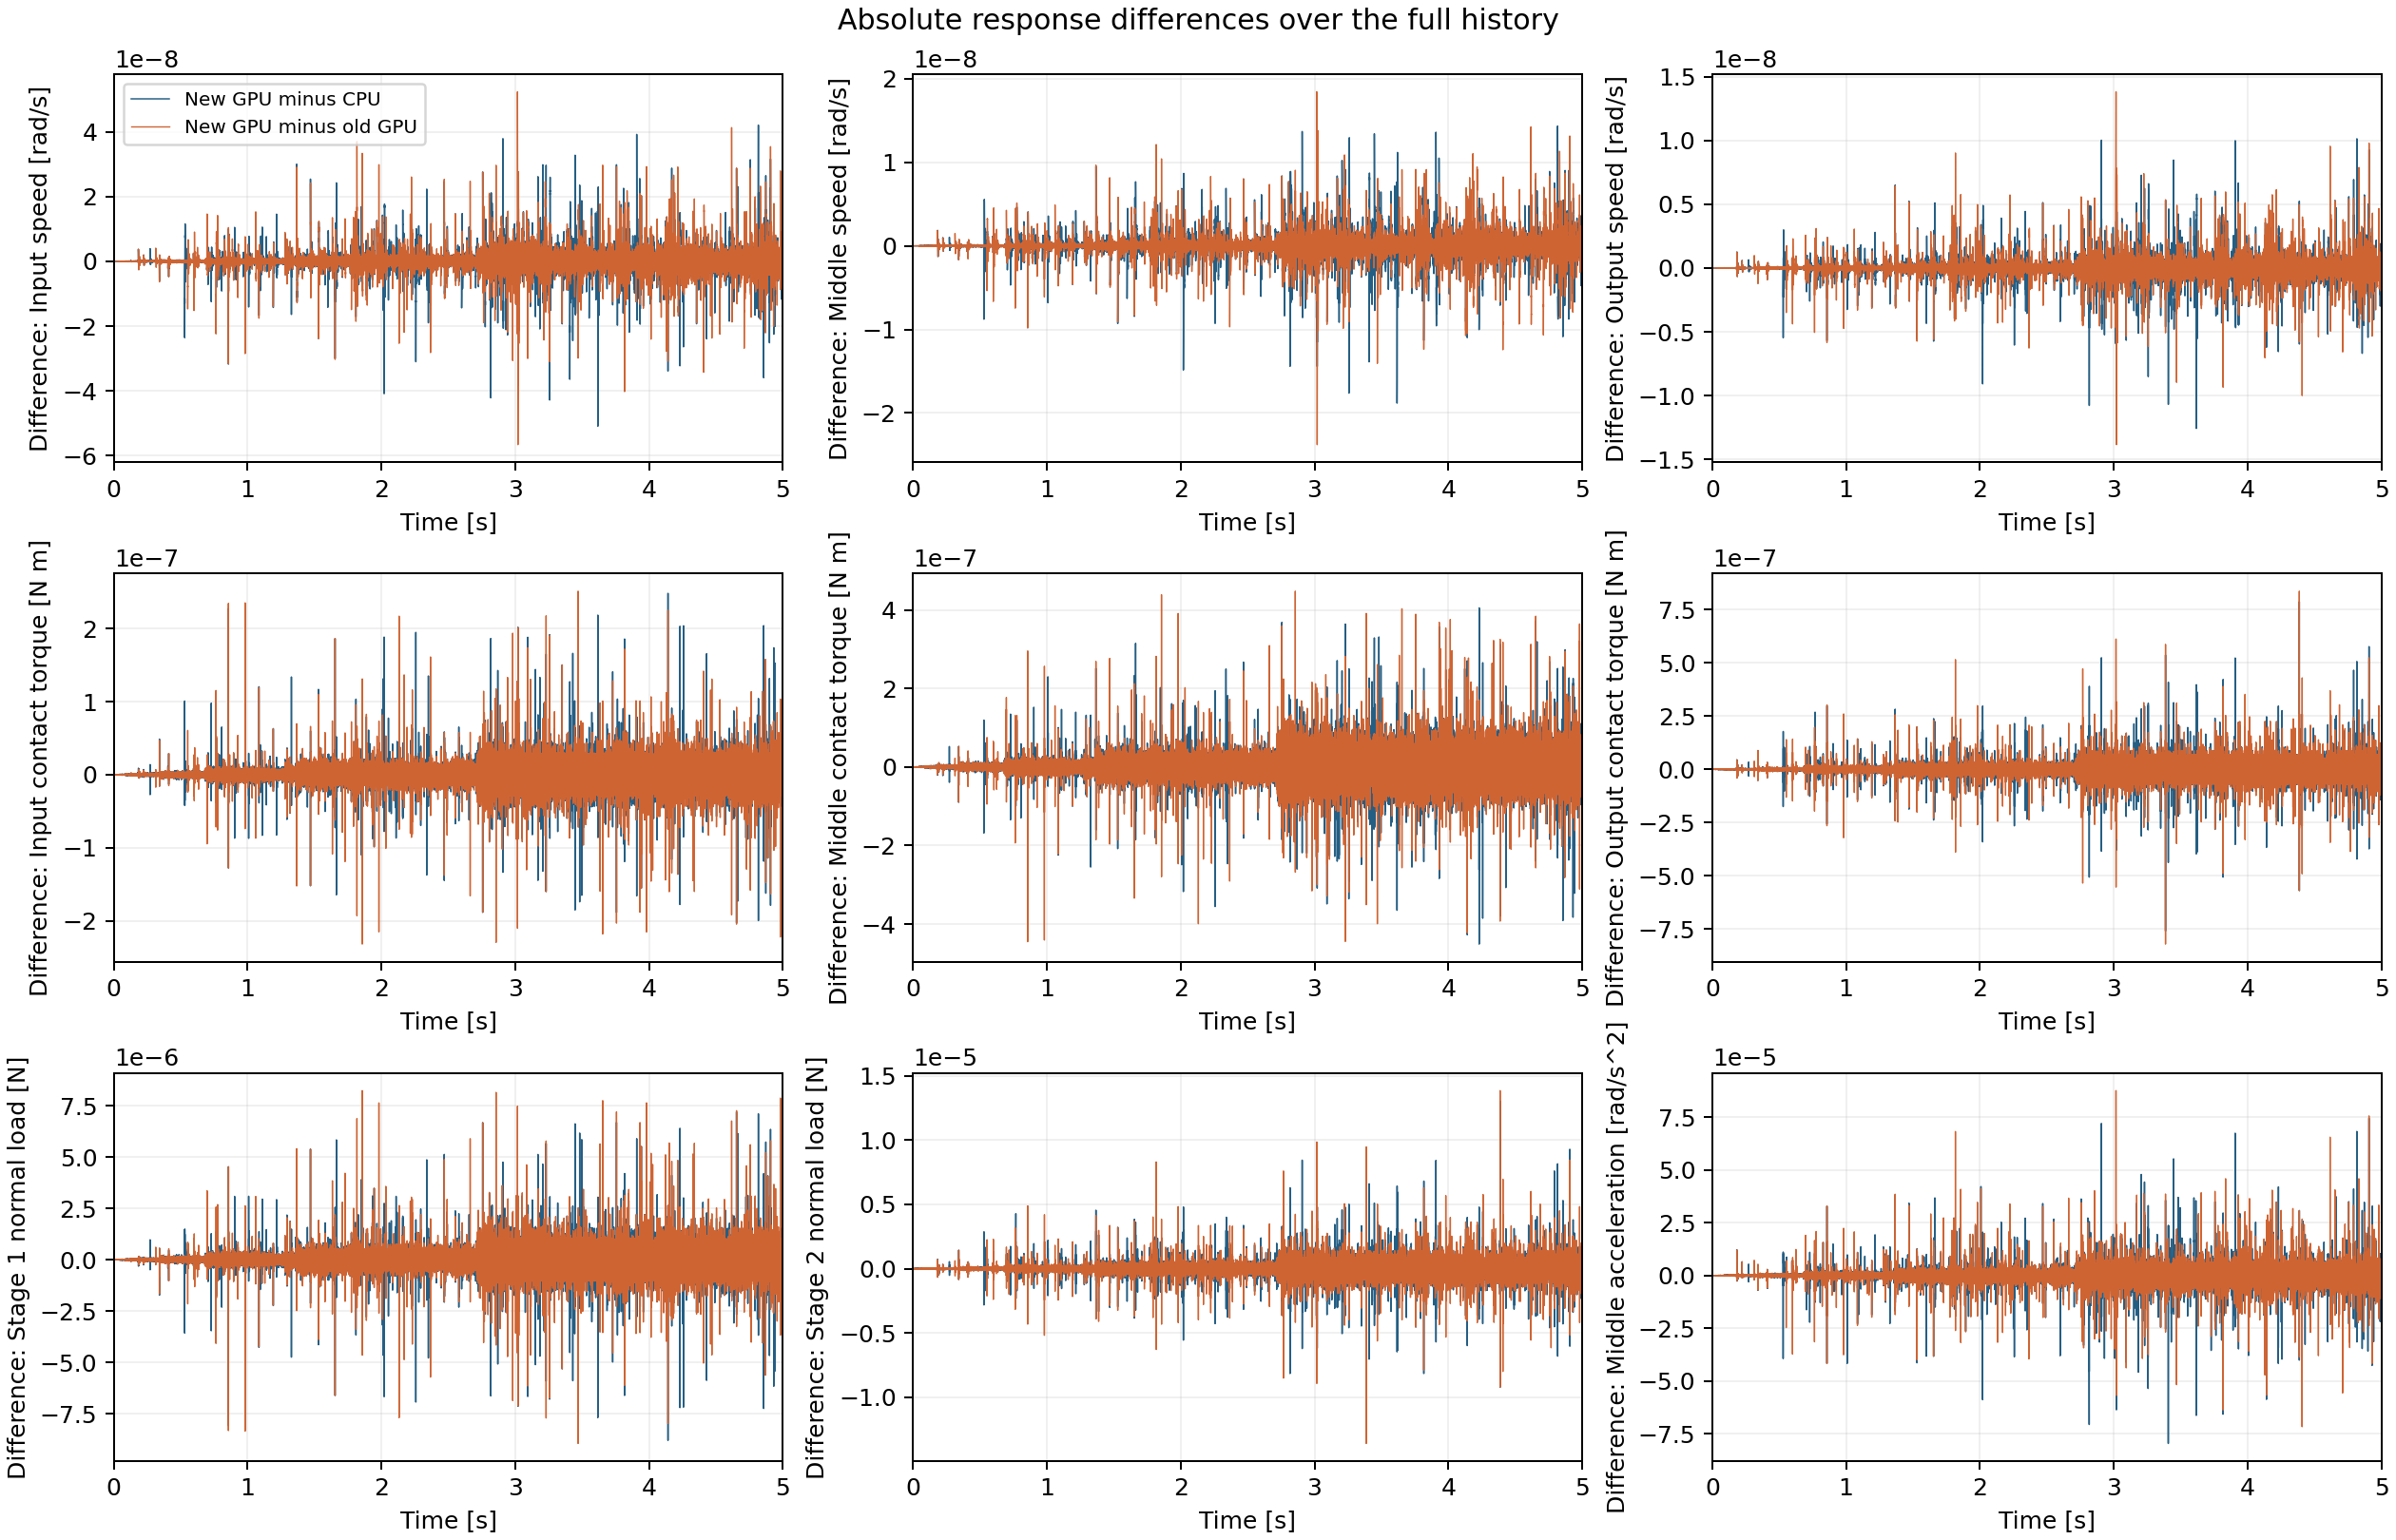 Absolute response differences over the full history
1e−8
Difference: Input speed [rad/s]
New GPU minus CPU
New GPU minus old GPU
4
2
0
−2
−4
−6
0 1 2 3 4 5
Time [s]
1e−8
Difference: Middle speed [rad/s]
2
1
0
−1
−2
0 1 2 3 4 5
Time [s]
1e−8
Difference: Output speed [rad/s]
1.5
1.0
0.5
0.0
−0.5
−1.0
−1.5
0 1 2 3 4 5
Time [s]
1e−7
Difference: Input contact torque [N m]
2
1
0
−1
−2
0 1 2 3 4 5
Time [s]
1e−7
Difference: Middle contact torque [N m]
4
2
0
−2
−4
0 1 2 3 4 5
Time [s]
1e−7
Difference: Output contact torque [N m]
7.5
5.0
2.5
0.0
−2.5
−5.0
−7.5
0 1 2 3 4 5
Time [s]
1e−6
Difference: Stage 1 normal load [N]
7.5
5.0
2.5
0.0
−2.5
−5.0
−7.5
0 1 2 3 4 5
Time [s]
1e−5
Difference: Stage 2 normal load [N]
1.5
1.0
0.5
0.0
−0.5
−1.0
0 1 2 3 4 5
Time [s]
1e−5
Difference: Middle acceleration [rad/s^2]
7.5
5.0
2.5
0.0
−2.5
−5.0
−7.5
0 1 2 3 4 5
Time [s]